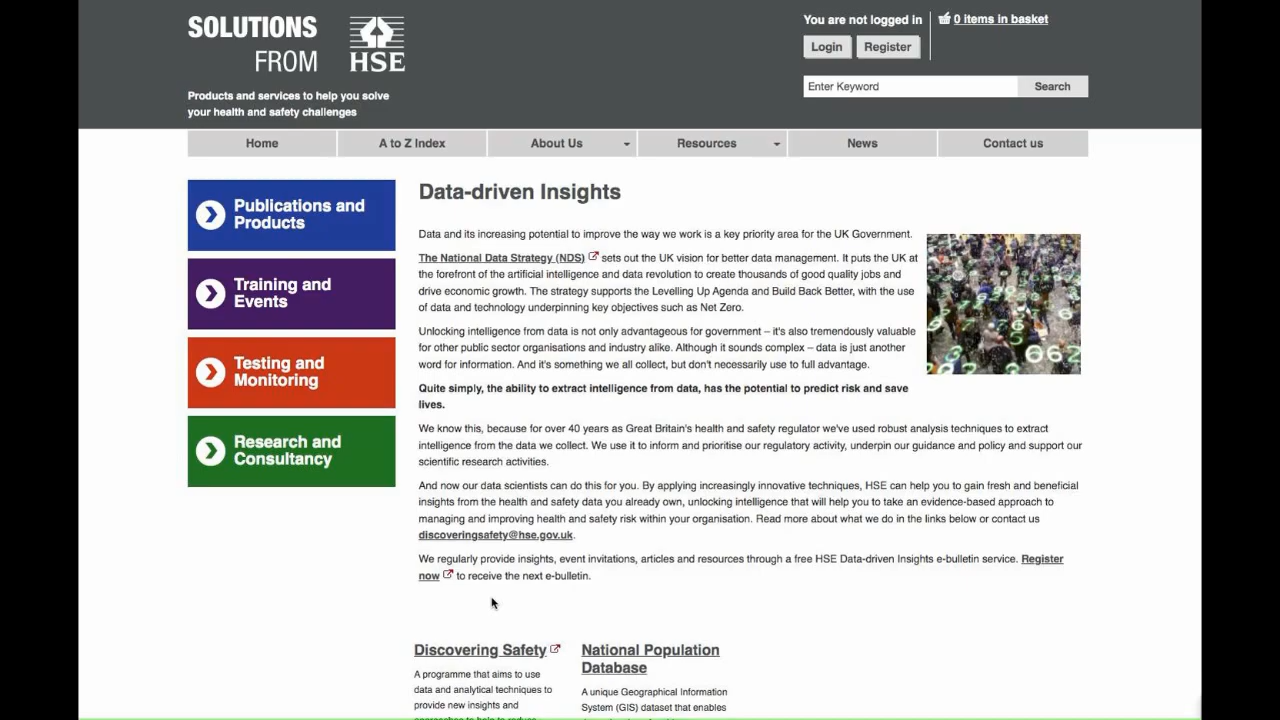 SOLUTIONS
FROM
HSE
Products and services to help you solve
your health and safety challenges
You are not logged in
0 items in basket
Login
Register
Enter Keyword
Search
Home
A to Z Index
About Us
Resources
News
Contact us
Publications and
Products
Training and
Events
Testing and
Monitoring
Research and
Consultancy
Data-driven Insights
Data and its increasing potential to improve the way we work is a key priority area for the UK Government.
The National Data Strategy (NDS) sets out the UK vision for better data management. It puts the UK at
the forefront of the artificial intelligence and data revolution to create thousands of good quality jobs and
drive economic growth. The strategy supports the Levelling Up Agenda and Build Back Better, with the use
of data and technology underpinning key objectives such as Net Zero.
Unlocking intelligence from data is not only advantageous for government – it's also tremendously valuable
for other public sector organisations and industry alike. Although it sounds complex – data is just another
word for information. And it's something we all collect, but don't necessarily use to full advantage.
Quite simply, the ability to extract intelligence from data, has the potential to predict risk and save
lives.
We know this, because for over 40 years as Great Britain's health and safety regulator we've used robust analysis techniques to extract
intelligence from the data we collect. We use it to inform and prioritise our regulatory activity, underpin our guidance and policy and support our
scientific research activities.
And now our data scientists can do this for you. By applying increasingly innovative techniques, HSE can help you to gain fresh and beneficial
insights from the health and safety data you already own, unlocking intelligence that will help you to take an evidence-based approach to
managing and improving health and safety risk within your organisation. Read more about what we do in the links below or contact us
discoveringsafety@hse.gov.uk.
We regularly provide insights, event invitations, articles and resources through a free HSE Data-driven Insights e-bulletin service. Register
now to receive the next e-bulletin.
Discovering Safety
A programme that aims to use
data and analytical techniques to
provide new insights and
National Population
Database
A unique Geographical Information
System (GIS) dataset that enables